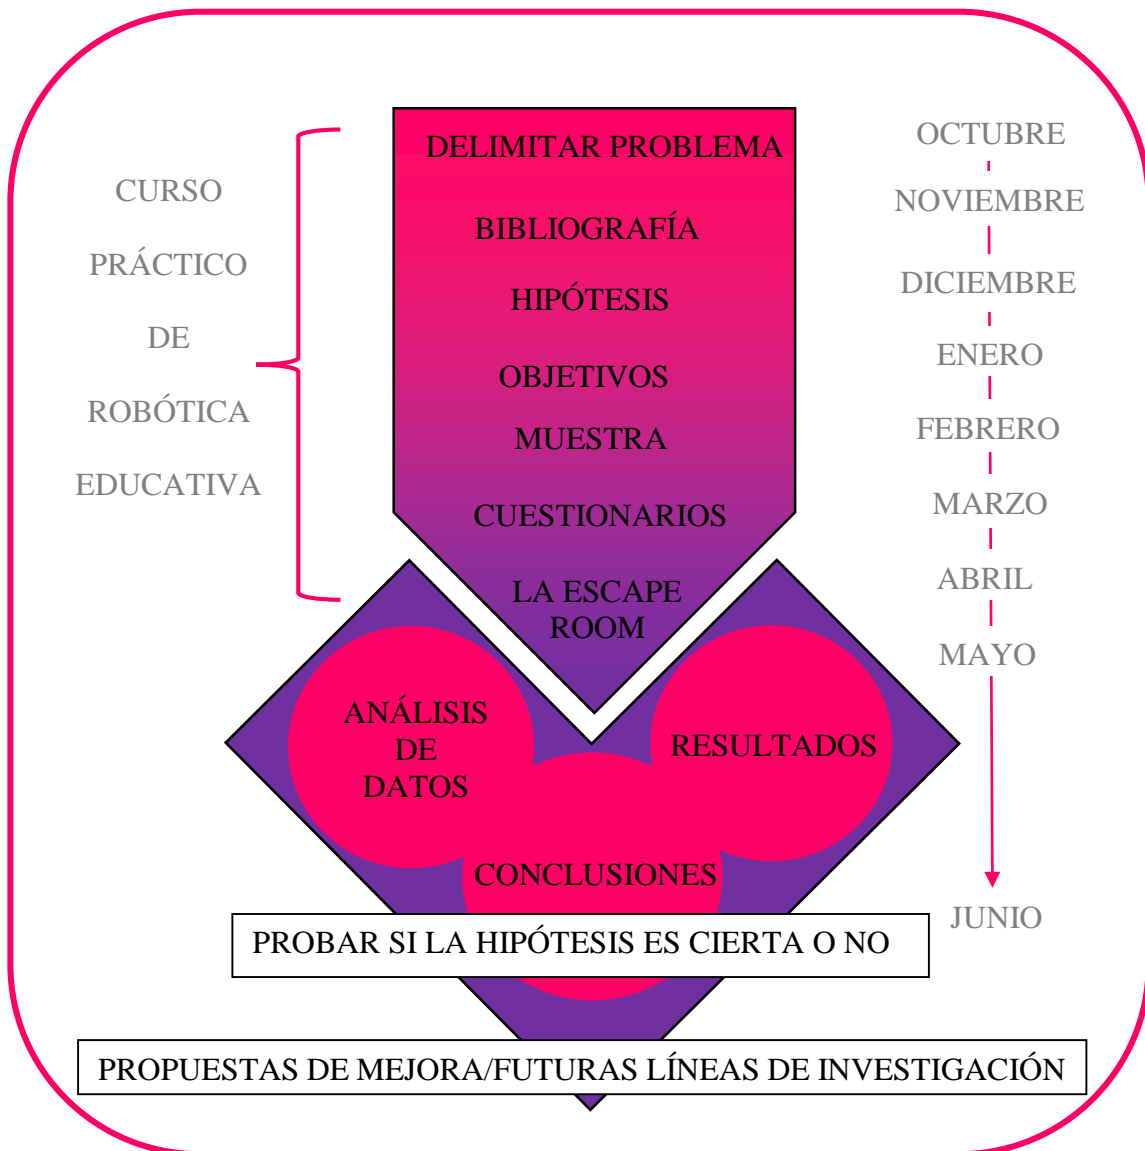 CURSO
PRÁCTICO
DE
ROBÓTICA
EDUCATIVA
DELIMITAR PROBLEMA
BIBLIOGRAFÍA
HIPÓTESIS
OBJETIVOS
MUESTRA
CUESTIONARIOS
LA ESCAPE
ROOM
OCTUBRE
NOVIEMBRE
DICIEMBRE
ENERO
FEBRERO
MARZO
ABRIL
MAYO
JUNIO
ANÁLISIS
DE
DATOS
RESULTADOS
CONCLUSIONES
PROBAR SI LA HIPÓTESIS ES CIERTA O NO
PROPUESTAS DE MEJORA/FUTURAS LÍNEAS DE INVESTIGACIÓN